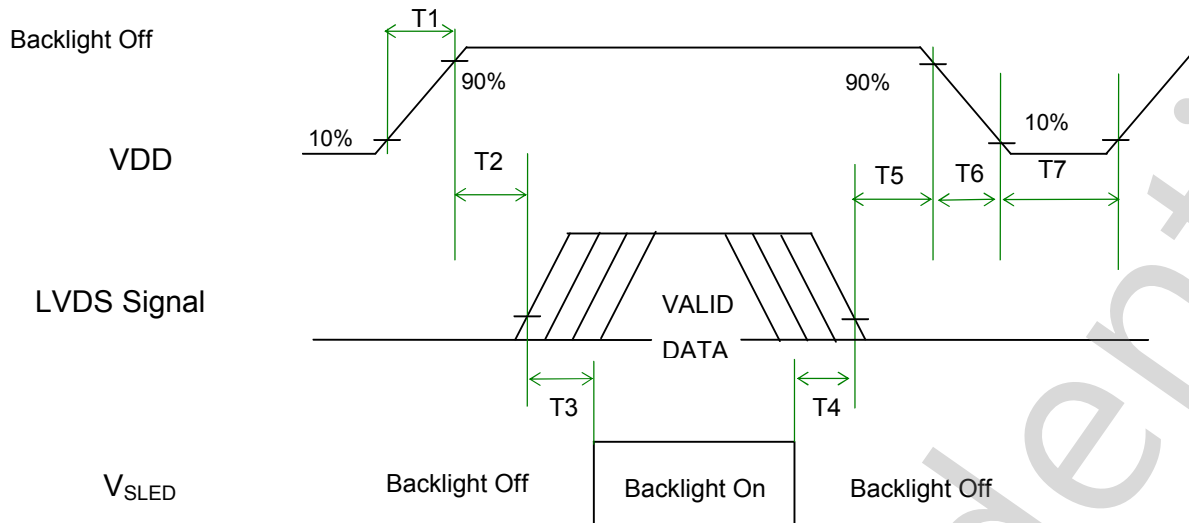 T1
Backlight Off
90%
90%
10%
10%
VDD
T2
T5
T6
T7
LVDS Signal
VALID
DATA
T3
T4
VSLED
Backlight Off
Backlight On
Backlight Off